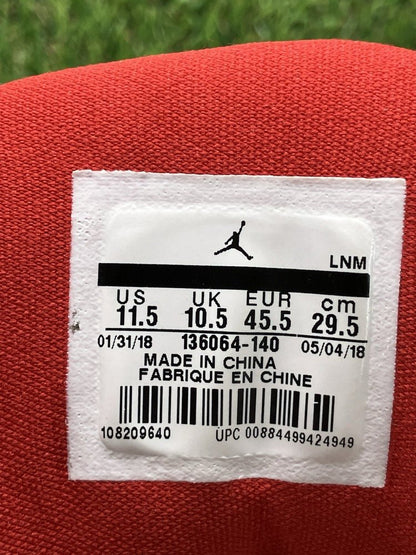 LNM
US UK EUR cm
11.5 10.5 45.5 29.5
01/31/18 136064-140 05/04/18
MADE IN CHINA
FABRIQUE EN CHINE
108209640 UPC 00884499424949